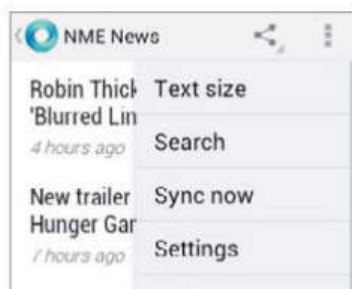 NME News
Robin Thick
'Blurred Lin
4 hours ago
New trailer
Hunger Gar
7 hours ago
Text size
Search
Sync now
Settings